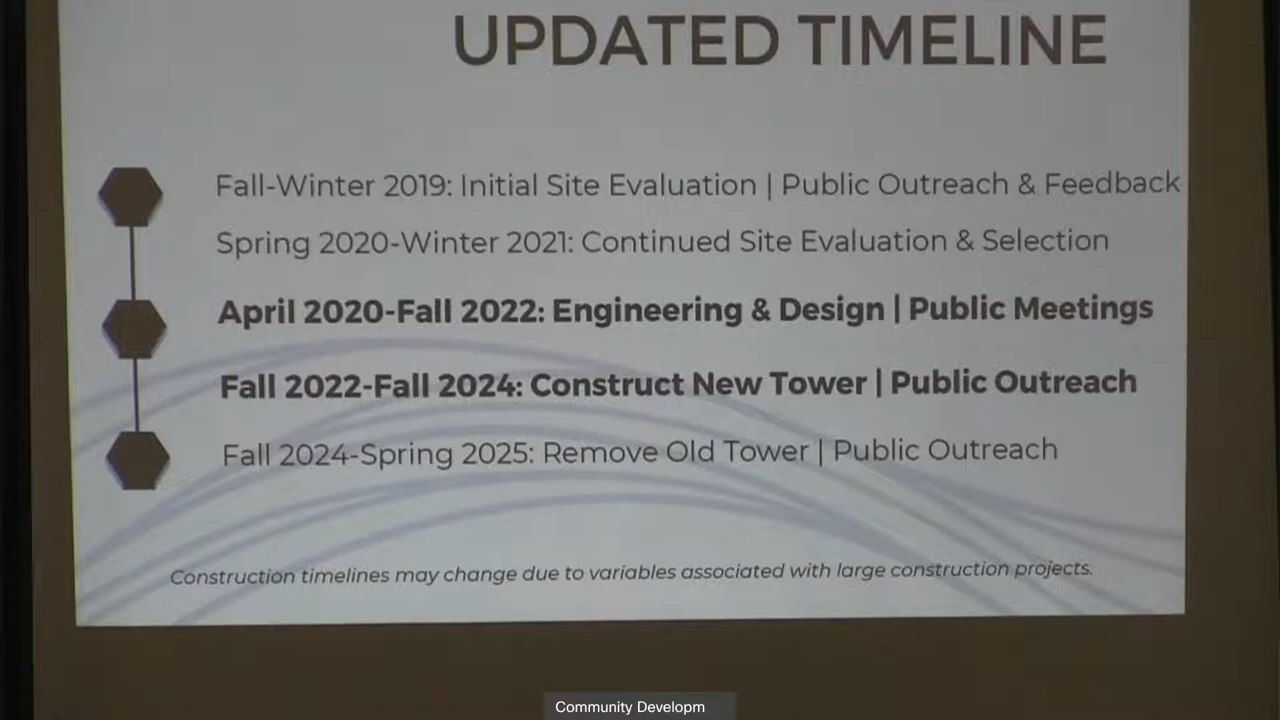 UPDATED TIMELINE
Fall-Winter 2019: Initial Site Evaluation | Public Outreach & Feedback
Spring 2020-Winter 2021: Continued Site Evaluation & Selection
April 2020-Fall 2022: Engineering & Design | Public Meetings
Fall 2022-Fall 2024: Construct New Tower | Public Outreach
Fall 2024-Spring 2025: Remove Old Tower | Public Outreach
Construction timelines may change due to variables associated with large construction projects.
Community Developm